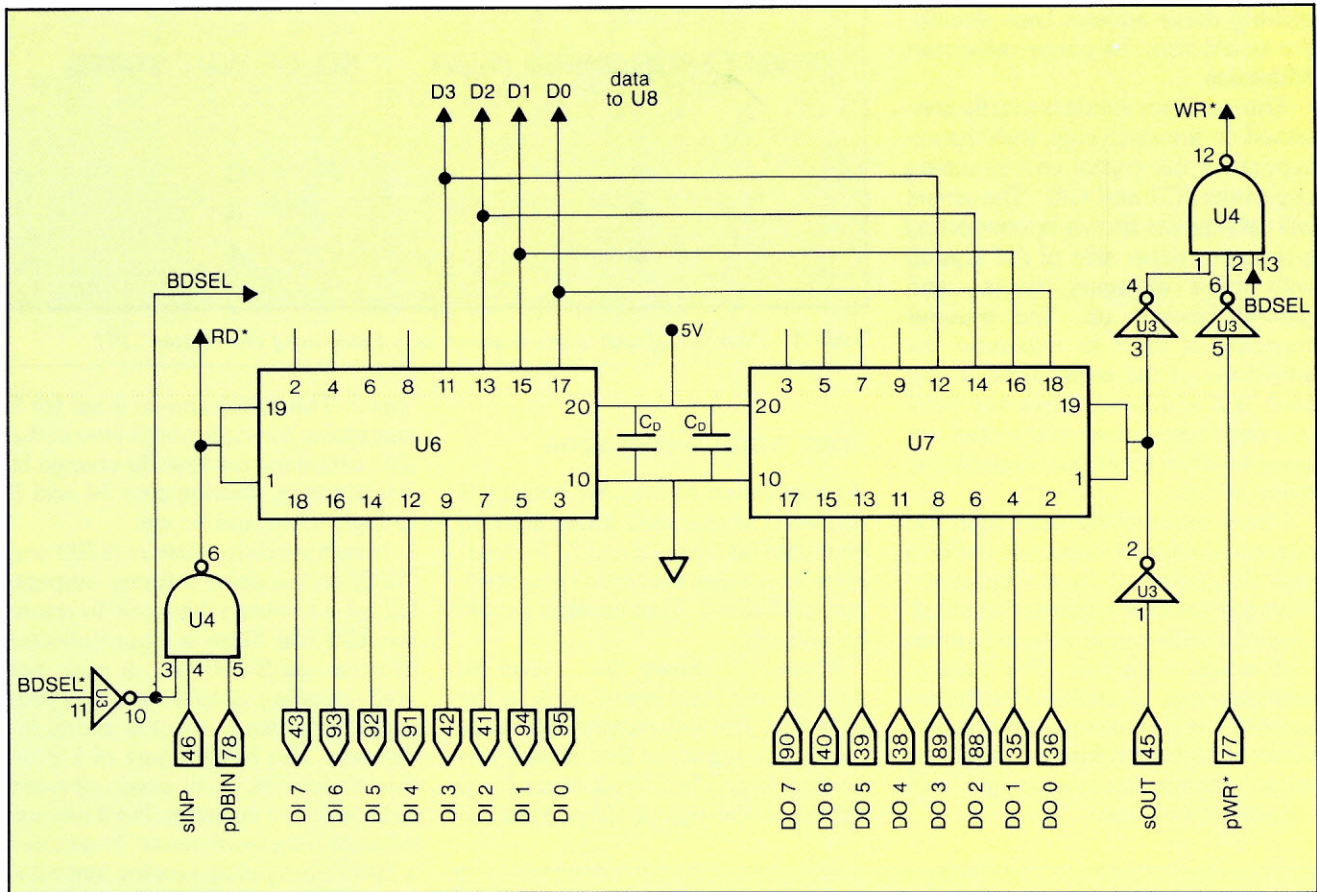 D3 D2 D1 D0 data
to U8
WR*
12
U4
1 2 13
BDSEL
4 6
U3 U3
3 5
BDSEL
RD*
5V
2 4 6 8 11 13 15 17
19 20
U6
1 10
18 16 14 12 9 7 5 3
CD CD
3 5 7 9 12 14 16 18
20 19
U7
10 1
17 15 13 11 8 6 4 2
6
U4
3 4 5
BDSEL*
11 U3 10
2
U3
1
46 78 43 93 92 91 42 41 94 95 90 40 39 38 89 88 35 36 45 77
sINP pDBIN DI 7 DI 6 DI 5 DI 4 DI 3 DI 2 DI 1 DI 0 DO 7 DO 6 DO 5 DO 4 DO 3 DO 2 DO 1 DO 0 sOUT pWR*